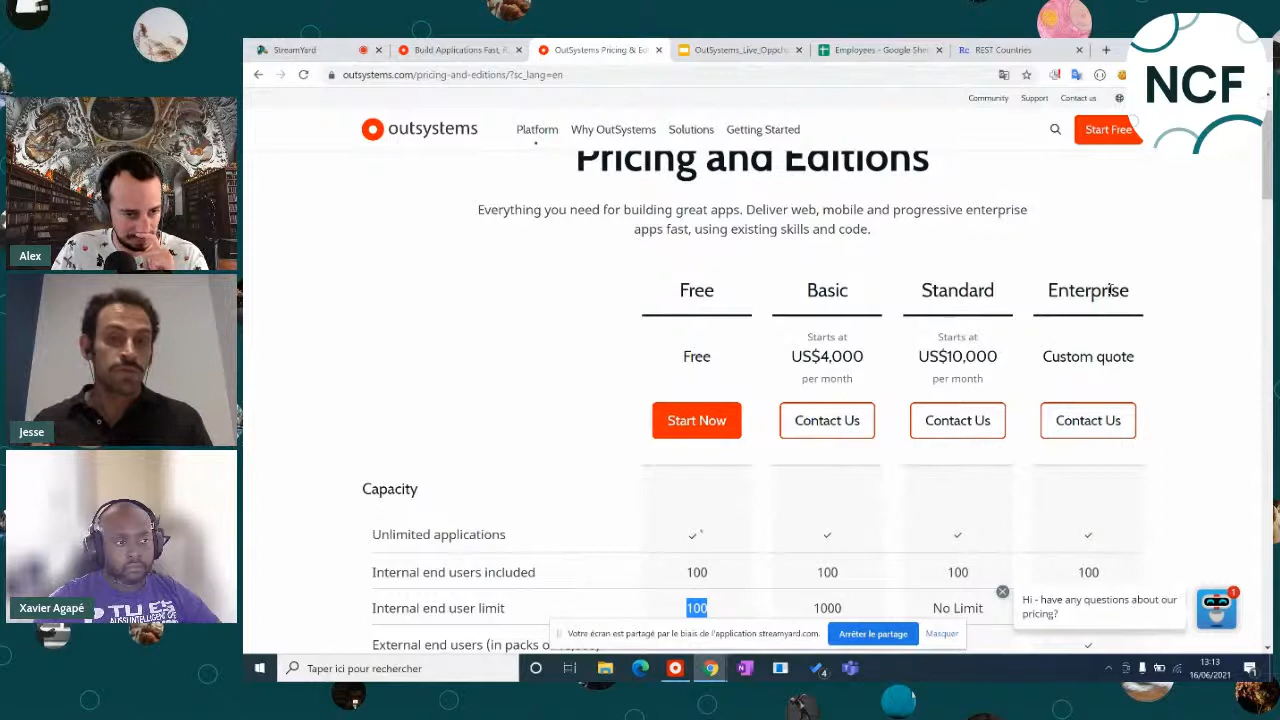 StreamYard
Build Applications Fast, R
OutSystems Pricing & Ed
OutSystems_Live_Oppch
Employees - Google She
REST Countries
outsystems.com/pricing-and-editions/?sc_lang=en
NCF
Community
Support
Contact us
outsystems
Platform
Why OutSystems
Solutions
Getting Started
Start Free
Pricing and Editions
Everything you need for building great apps. Deliver web, mobile and progressive enterprise
apps fast, using existing skills and code.
Free
Basic
Standard
Enterprise
Starts at
Starts at
Free
US$4,000
US$10,000
Custom quote
per month
per month
Start Now
Contact Us
Contact Us
Contact Us
Capacity
Unlimited applications
*
Internal end users included
100
100
100
100
Internal end user limit
100
1000
No Limit
Hi - have any questions about our
pricing?
1
External end users (in packs o
Votre écran est partagé par le biais de l'application streamyard.com.
Arrêter le partage
Masquer
Taper ici pour rechercher
4
13:13
16/06/2021
Alex
Jesse
Xavier Agapé